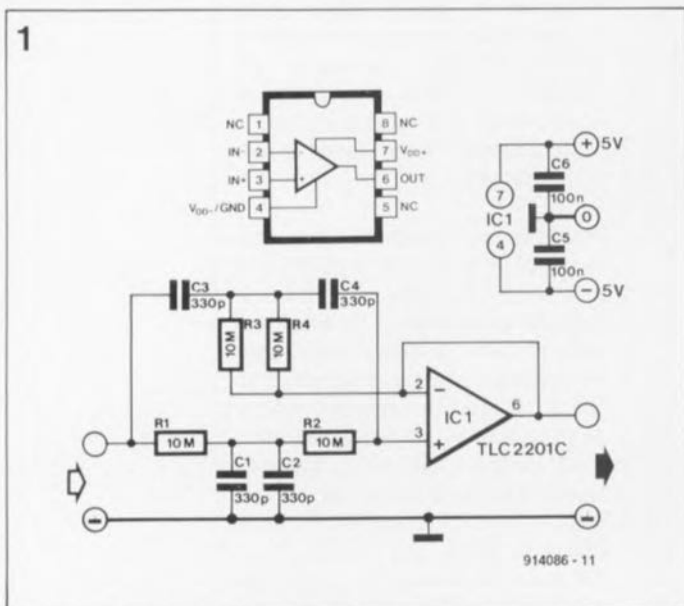 1
NC 1
8 NC
IN- 2
7 VDD+
IN+ 3
6 OUT
VDD-/GND 4
5 NC
- +
+ 5V
C6
100n
7
IC1
0
4
C5
100n
- 5V
C3
330p
C4
330p
R3
10M
R4
10M
R1
10M
R2
10M
C1
330p
C2
330p
2
-
IC1
6
3
+
TLC2201C
914086 - 11